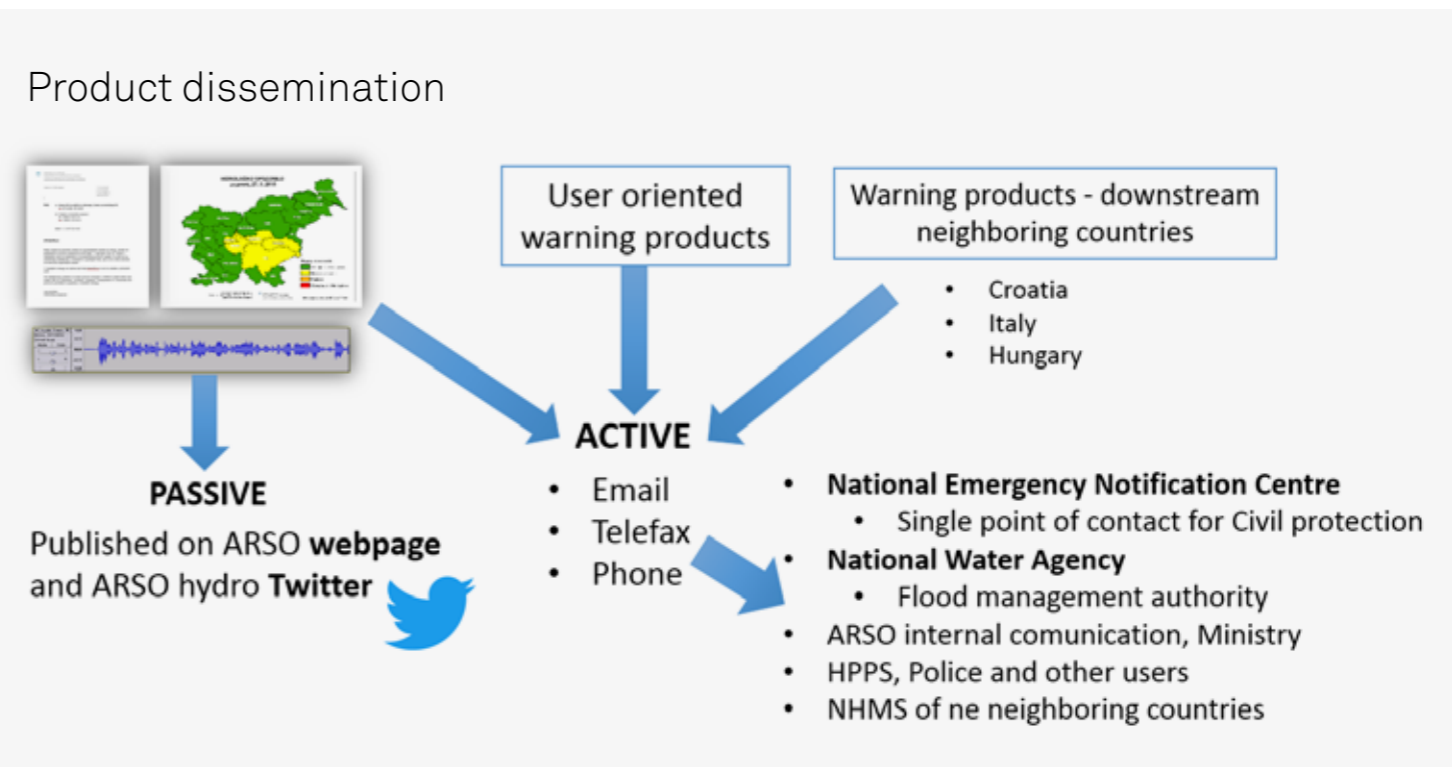 Product dissemination
User oriented
warning products
Warning products - downstream
neighboring countries
• Croatia
• Italy
• Hungary
ACTIVE
• Email
• Telefax
• Phone
PASSIVE
Published on ARSO webpage
and ARSO hydro Twitter
• National Emergency Notification Centre
• Single point of contact for Civil protection
• National Water Agency
• Flood management authority
• ARSO internal comunication, Ministry
• HPPS, Police and other users
• NHMS of ne neighboring countries